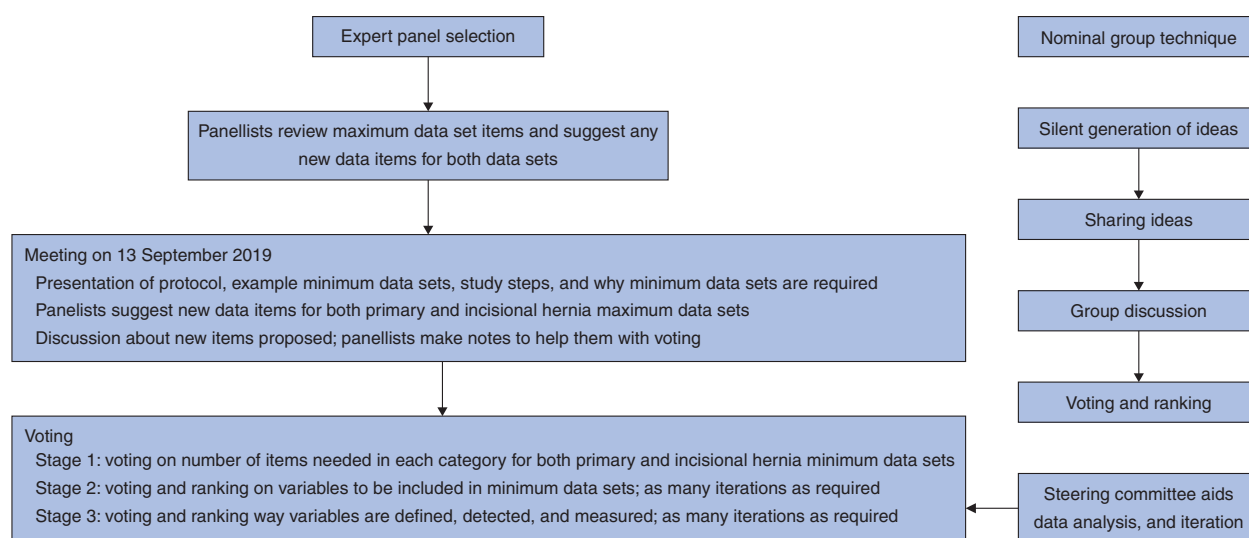 Expert panel selection
Panellists review maximum data set items and suggest any
new data items for both data sets
Meeting on 13 September 2019
Presentation of protocol, example minimum data sets, study steps, and why minimum data sets are required
Panelists suggest new data items for both primary and incisional hernia maximum data sets
Discussion about new items proposed; panellists make notes to help them with voting
Voting
Stage 1: voting on number of items needed in each category for both primary and incisional hernia minimum data sets
Stage 2: voting and ranking on variables to be included in minimum data sets; as many iterations as required
Stage 3: voting and ranking way variables are defined, detected, and measured; as many iterations as required
Nominal group technique
Silent generation of ideas
Sharing ideas
Group discussion
Voting and ranking
Steering committee aids
data analysis, and iteration